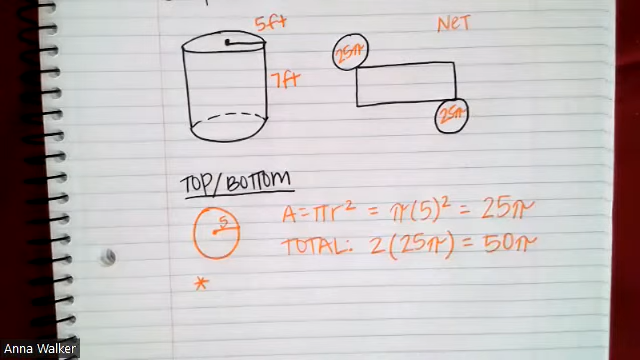 5ft
NET
25π
7ft
25π
TOP/BOTTOM
5
A=πr² = π(5)² = 25π
TOTAL: 2(25π) = 50π
*
Anna Walker